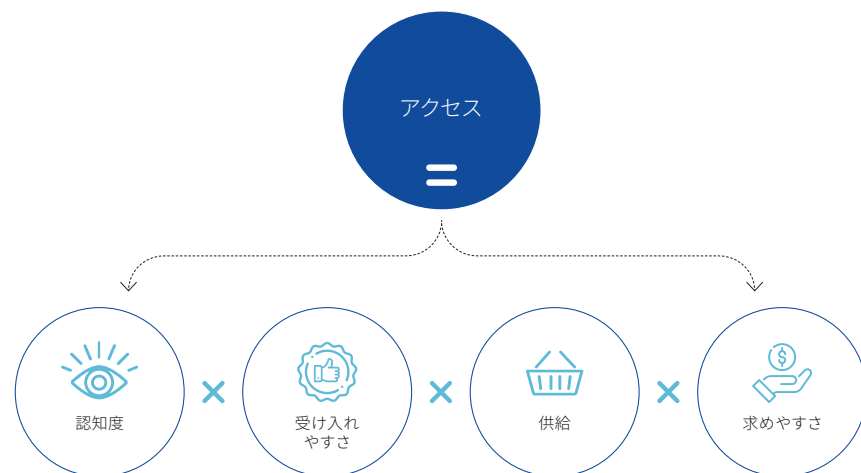 アクセス
認知度
受け入れ
やすさ
供給
求めやすさ